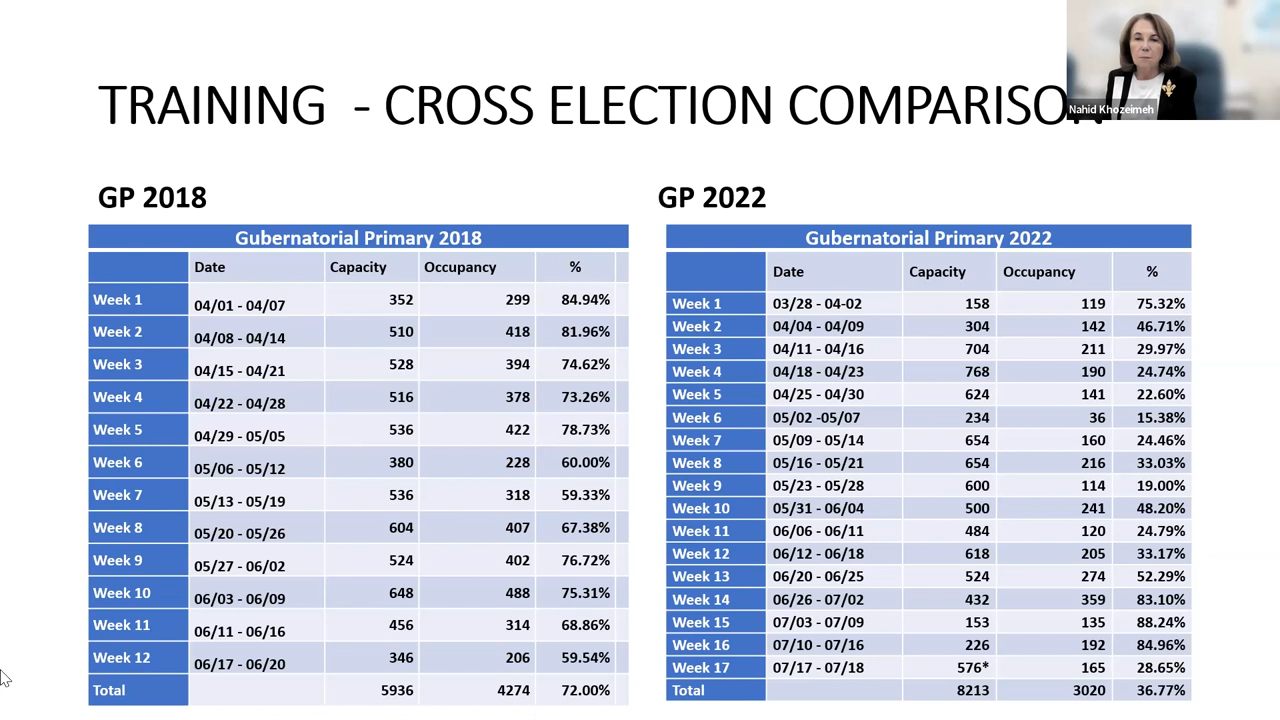 TRAINING - CROSS ELECTION COMPARISON
Nahid Khozeimeh
GP 2018
Gubernatorial Primary 2018
Date Capacity Occupancy %
Week 1 04/01 - 04/07 352 299 84.94%
Week 2 04/08 - 04/14 510 418 81.96%
Week 3 04/15 - 04/21 528 394 74.62%
Week 4 04/22 - 04/28 516 378 73.26%
Week 5 04/29 - 05/05 536 422 78.73%
Week 6 05/06 - 05/12 380 228 60.00%
Week 7 05/13 - 05/19 536 318 59.33%
Week 8 05/20 - 05/26 604 407 67.38%
Week 9 05/27 - 06/02 524 402 76.72%
Week 10 06/03 - 06/09 648 488 75.31%
Week 11 06/11 - 06/16 456 314 68.86%
Week 12 06/17 - 06/20 346 206 59.54%
Total 5936 4274 72.00%
GP 2022
Gubernatorial Primary 2022
Date Capacity Occupancy %
Week 1 03/28 - 04-02 158 119 75.32%
Week 2 04/04 - 04/09 304 142 46.71%
Week 3 04/11 - 04/16 704 211 29.97%
Week 4 04/18 - 04/23 768 190 24.74%
Week 5 04/25 - 04/30 624 141 22.60%
Week 6 05/02 -05/07 234 36 15.38%
Week 7 05/09 - 05/14 654 160 24.46%
Week 8 05/16 - 05/21 654 216 33.03%
Week 9 05/23 - 05/28 600 114 19.00%
Week 10 05/31 - 06/04 500 241 48.20%
Week 11 06/06 - 06/11 484 120 24.79%
Week 12 06/12 - 06/18 618 205 33.17%
Week 13 06/20 - 06/25 524 274 52.29%
Week 14 06/26 - 07/02 432 359 83.10%
Week 15 07/03 - 07/09 153 135 88.24%
Week 16 07/10 - 07/16 226 192 84.96%
Week 17 07/17 - 07/18 576* 165 28.65%
Total 8213 3020 36.77%